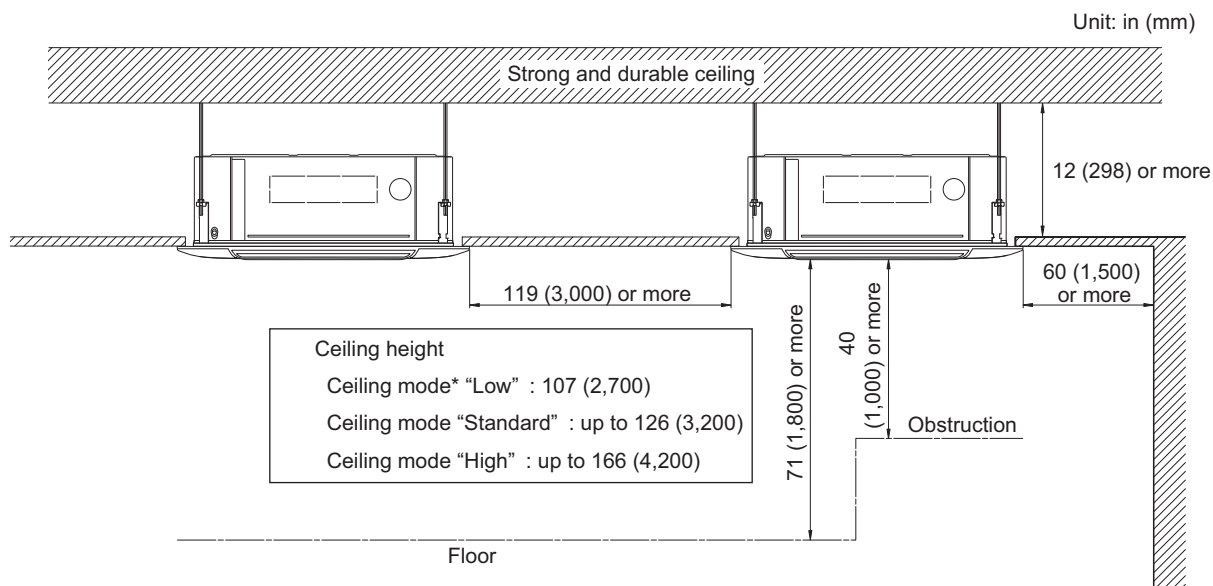 Unit: in (mm)
Strong and durable ceiling
12 (298) or more
119 (3,000) or more
60 (1,500)
or more
71 (1,800) or more
40
(1,000) or more
Ceiling height
Ceiling mode* “Low” : 107 (2,700)
Ceiling mode “Standard” : up to 126 (3,200)
Ceiling mode “High” : up to 166 (4,200)
Obstruction
Floor